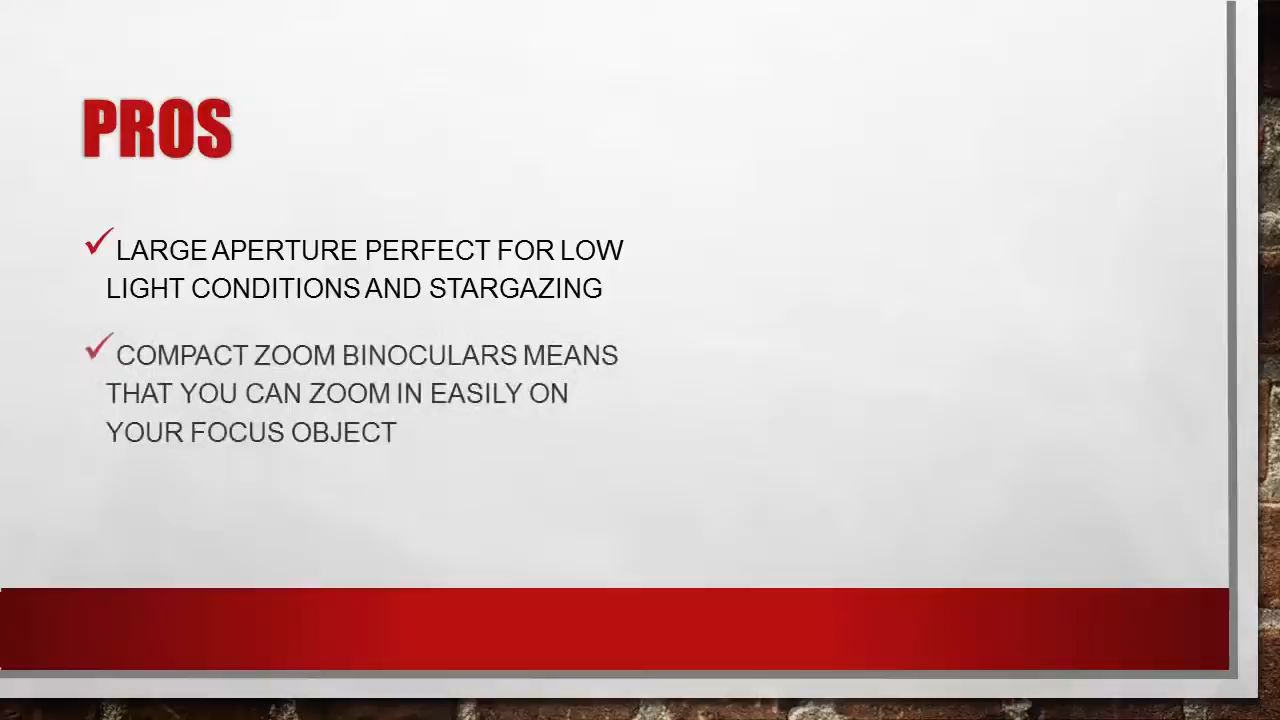 PROS
LARGE APERTURE PERFECT FOR LOW
LIGHT CONDITIONS AND STARGAZING
COMPACT ZOOM BINOCULARS MEANS
THAT YOU CAN ZOOM IN EASILY ON
YOUR FOCUS OBJECT